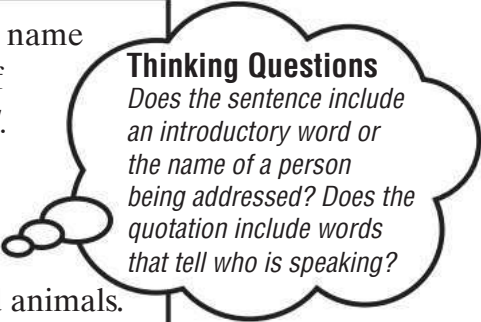 name
Thinking Questions
Does the sentence include
an introductory word or
the name of a person
being addressed? Does the
quotation include words
that tell who is speaking?
animals.